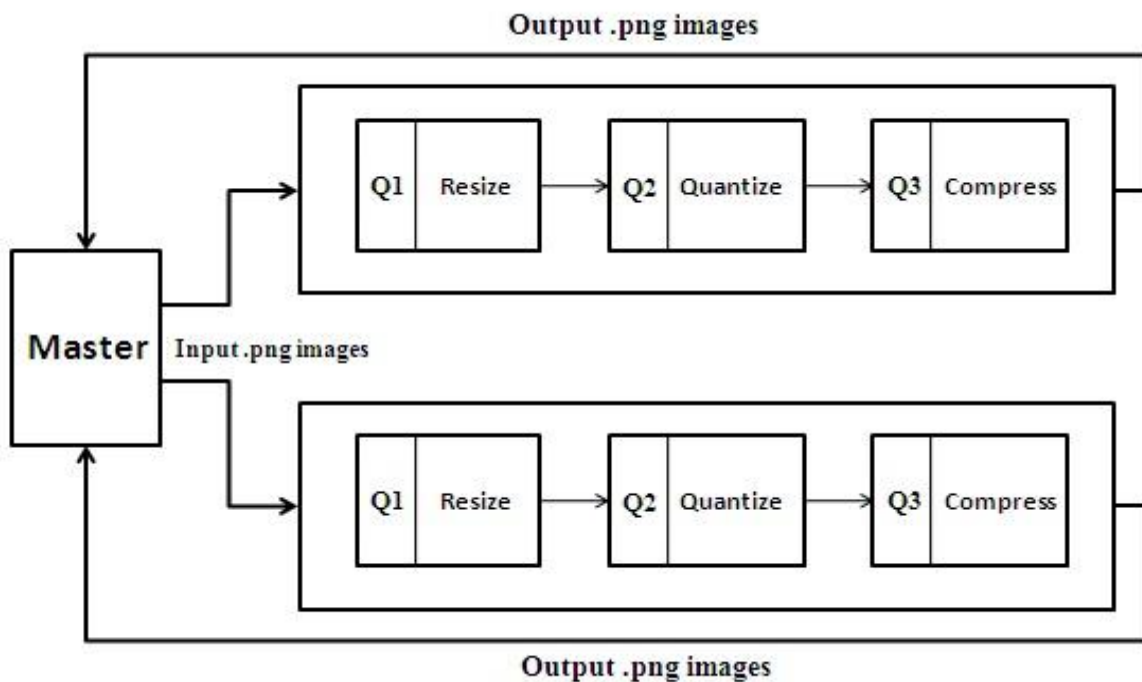 Output .png images
Q1 Resize
Q2 Quantize
Q3 Compress
Master
Input .png images
Q1 Resize
Q2 Quantize
Q3 Compress
Output .png images